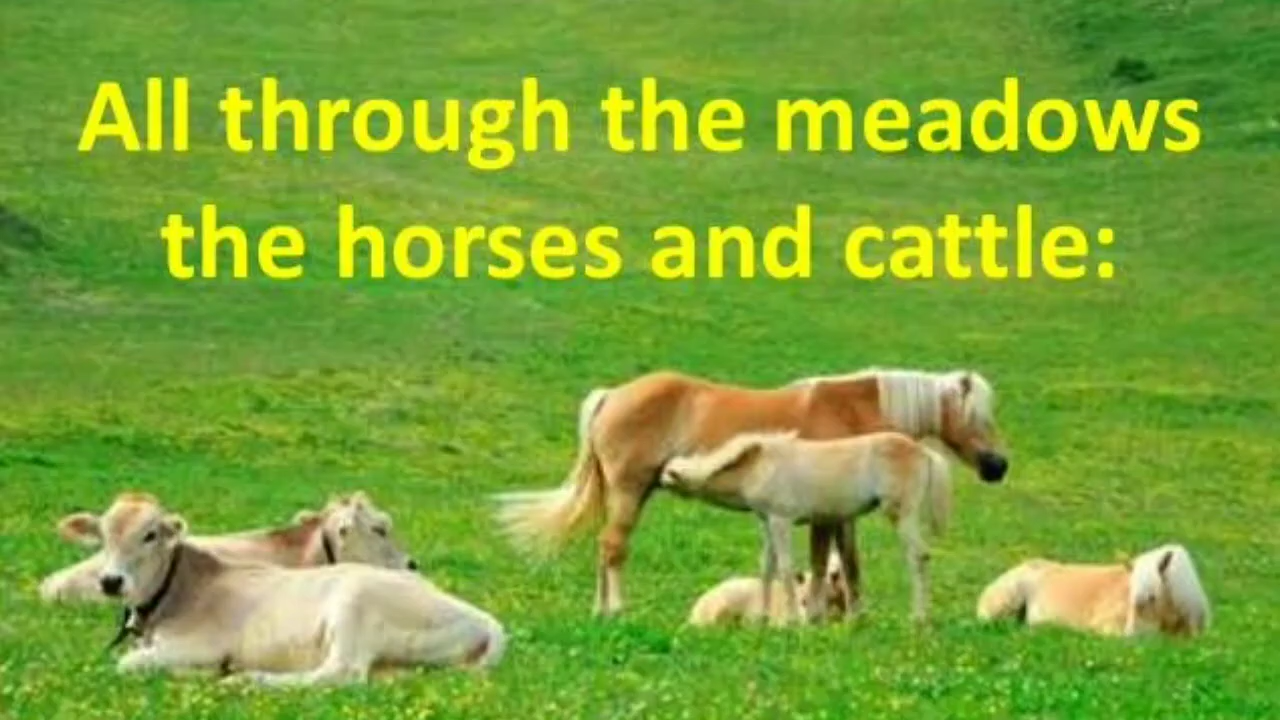 All through the meadows
the horses and cattle: